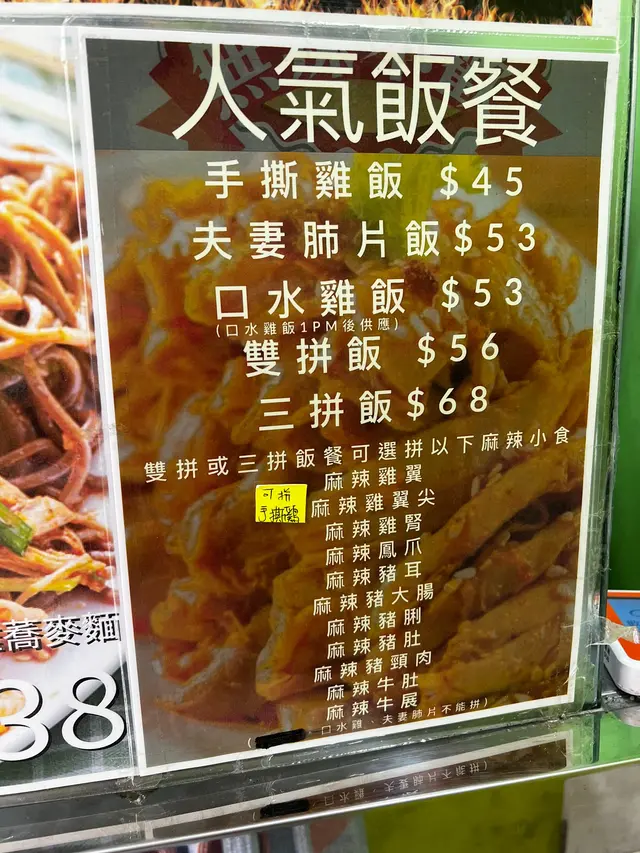 人氣飯餐
手撕雞飯 $45
夫妻肺片飯$53
口水雞飯 $53
(口水雞飯1PM後供應)
雙拼飯 $56
三拼飯$68
雙拼或三拼飯餐可選拼以下麻辣小食
麻辣雞翼
可拼
手撕鷄
麻辣雞翼尖
麻辣雞腎
麻辣鳳爪
麻辣豬耳
麻辣豬大腸
麻辣豬脷
麻辣豬肚
麻辣豬頸肉
麻辣牛肚
麻辣牛展
口水雞、夫妻肺片不能拼)
蕎麥麵
38